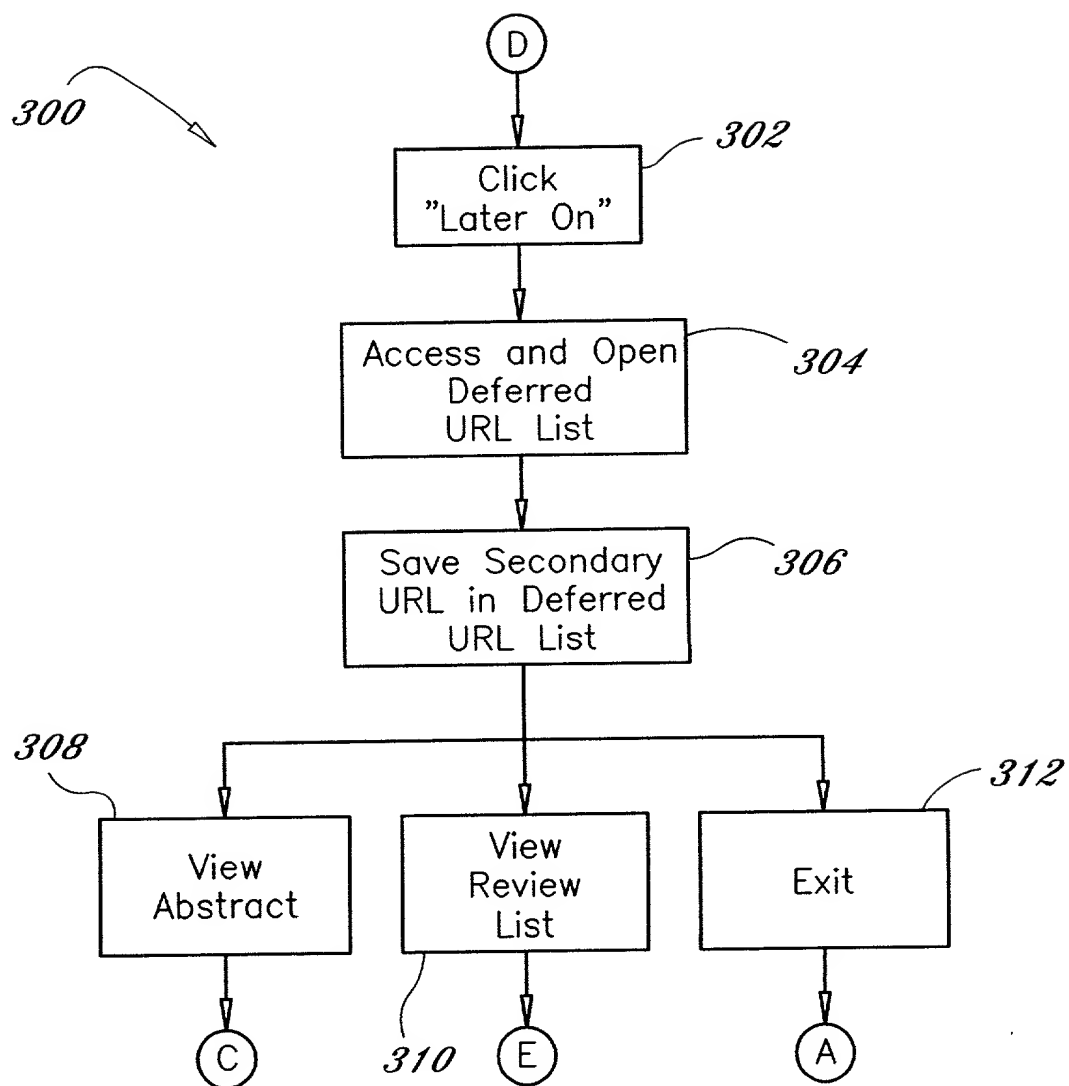 D
300
302
Click
"Later On"
304
Access and Open
Deferred
URL List
306
Save Secondary
URL in Deferred
URL List
308
312
View
Abstract
View
Review
List
Exit
310
C
E
A